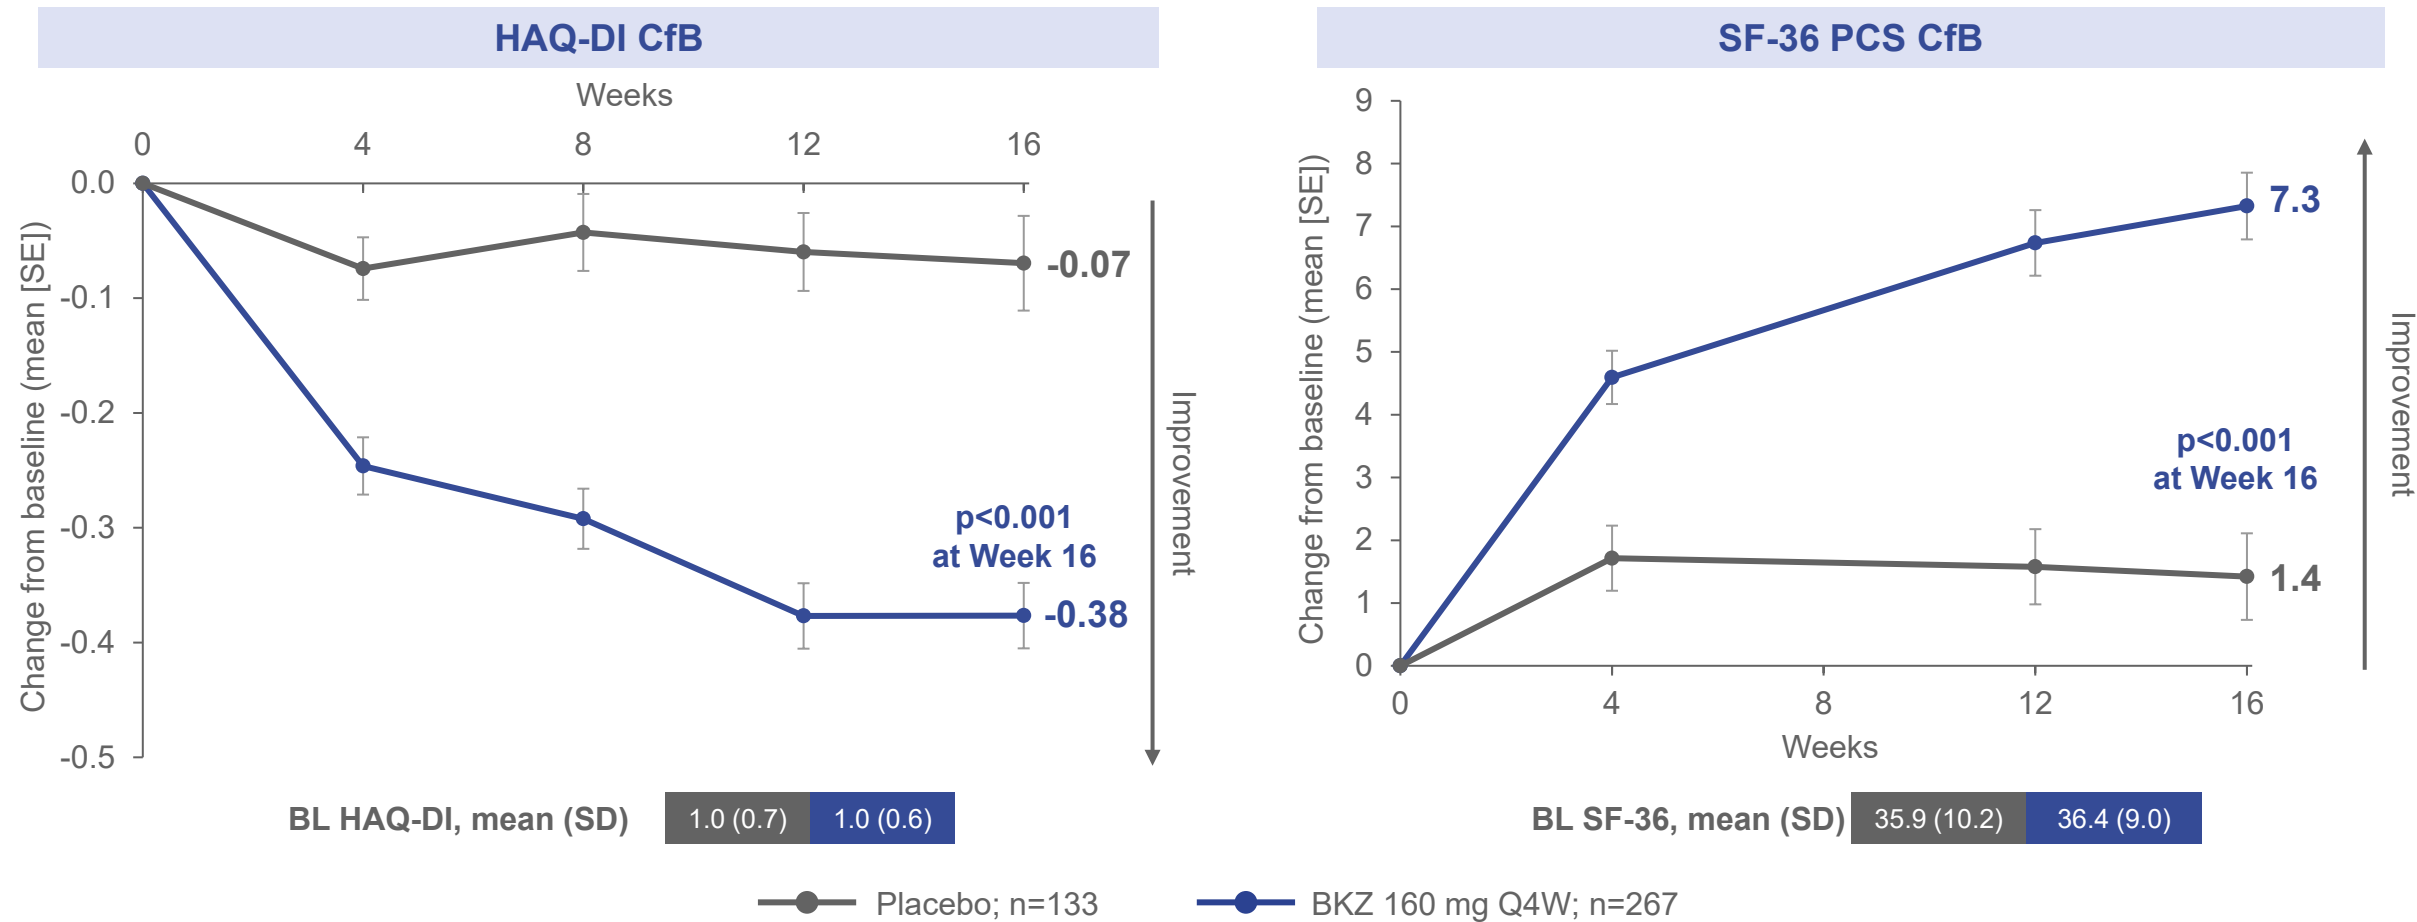 HAQ-DI CfB
Weeks
0 4 8 12 16
0.0
-0.1
-0.2
-0.3
-0.4
-0.5
Change from baseline (mean [SE])
-0.07
p<0.001
at Week 16
-0.38
Improvement
BL HAQ-DI, mean (SD) 1.0 (0.7) 1.0 (0.6)
SF-36 PCS CfB
9
8
7
6
5
4
3
2
1
0
Change from baseline (mean [SE])
7.3
p<0.001
at Week 16
1.4
Improvement
0 4 8 12 16
Weeks
BL SF-36, mean (SD) 35.9 (10.2) 36.4 (9.0)
Placebo; n=133 BKZ 160 mg Q4W; n=267